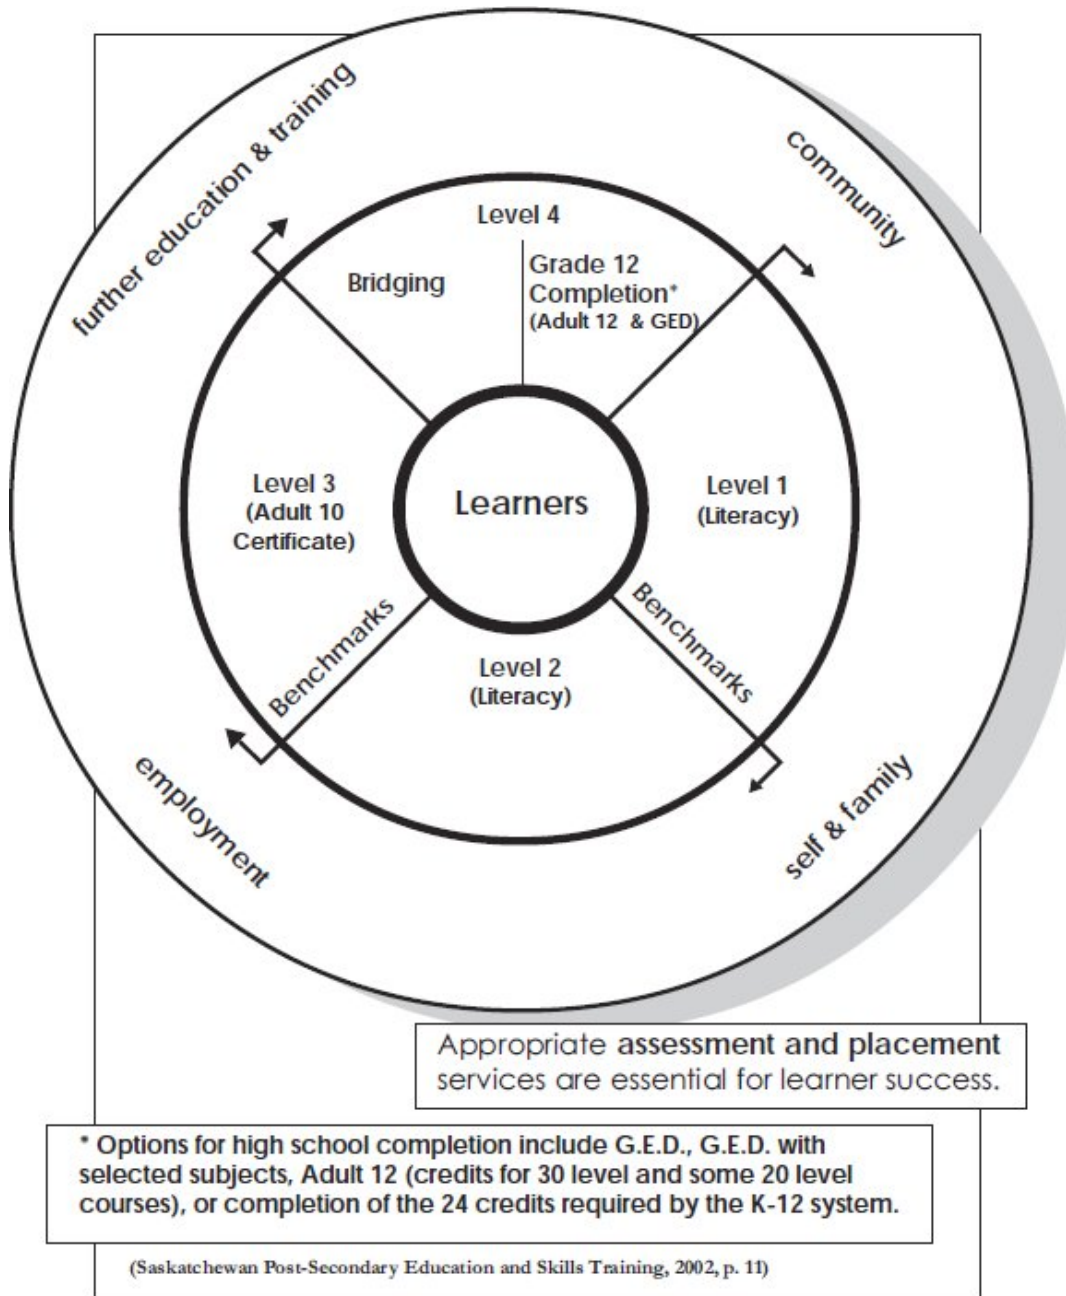 further education & training
community
Level 4
Bridging
Grade 12
Completion*
(Adult 12 & GED)
Level 3
(Adult 10
Certificate)
Learners
Level 1
(Literacy)
Benchmarks
Benchmarks
Level 2
(Literacy)
employment
self & family
Appropriate assessment and placement
services are essential for learner success.
* Options for high school completion include G.E.D., G.E.D. with
selected subjects, Adult 12 (credits for 30 level and some 20 level
courses), or completion of the 24 credits required by the K-12 system.
(Saskatchewan Post-Secondary Education and Skills Training, 2002, p. 11)